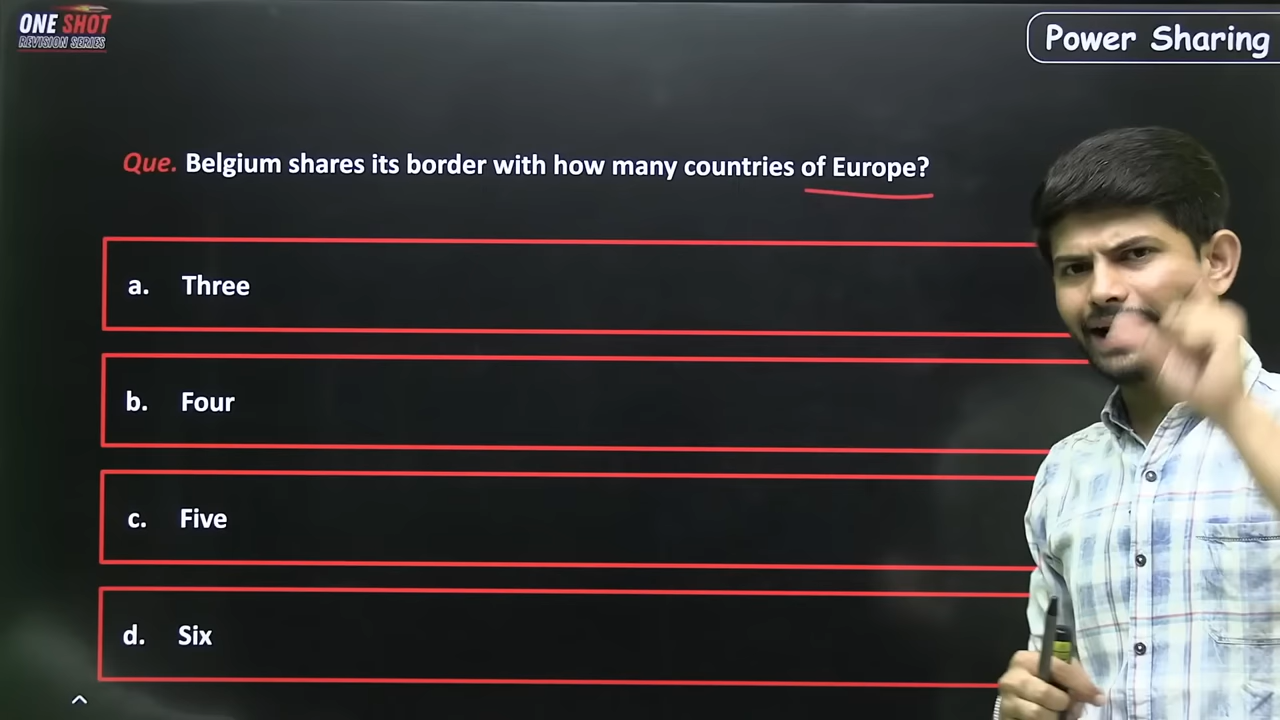 ONE SHOT
REVISION SERIES
Power Sharing
Que. Belgium shares its border with how many countries of Europe?
a. Three
b. Four
c. Five
d. Six